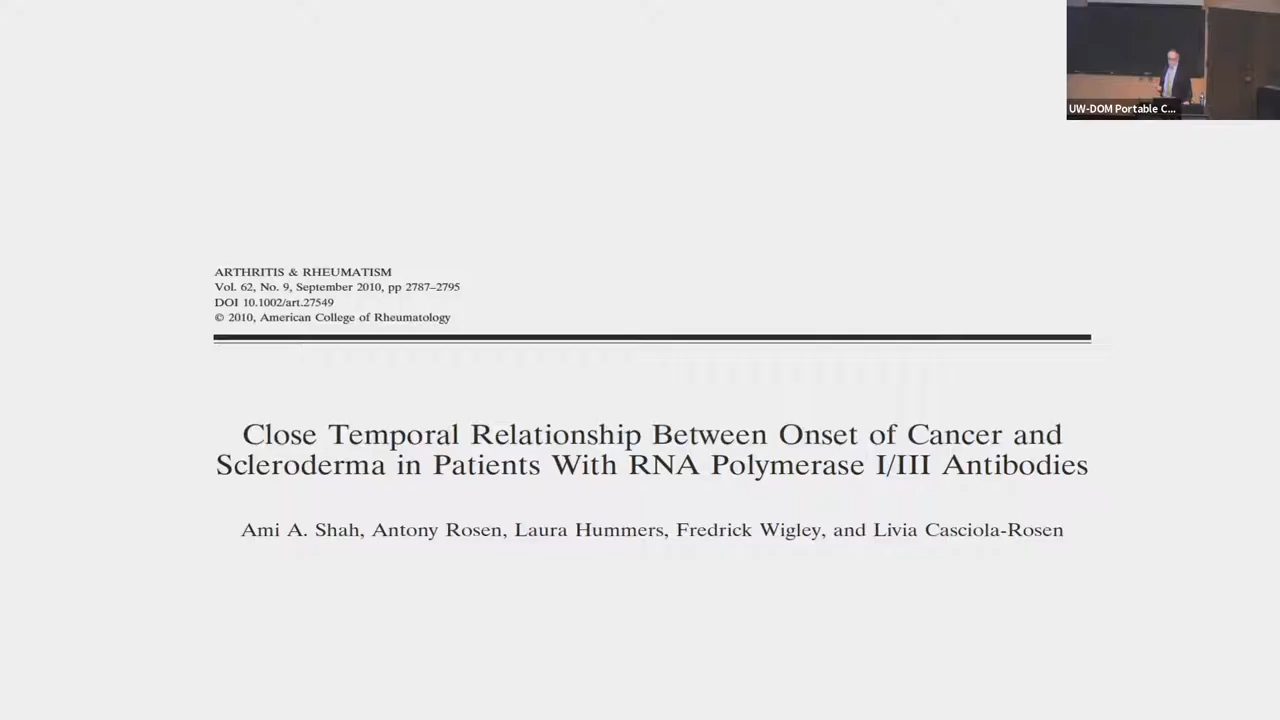 UW-DOM Portable C...
ARTHRITIS & RHEUMATISM
Vol. 62, No. 9, September 2010, pp 2787–2795
DOI 10.1002/art.27549
© 2010, American College of Rheumatology
Close Temporal Relationship Between Onset of Cancer and
Scleroderma in Patients With RNA Polymerase I/III Antibodies
Ami A. Shah, Antony Rosen, Laura Hummers, Fredrick Wigley, and Livia Casciola-Rosen